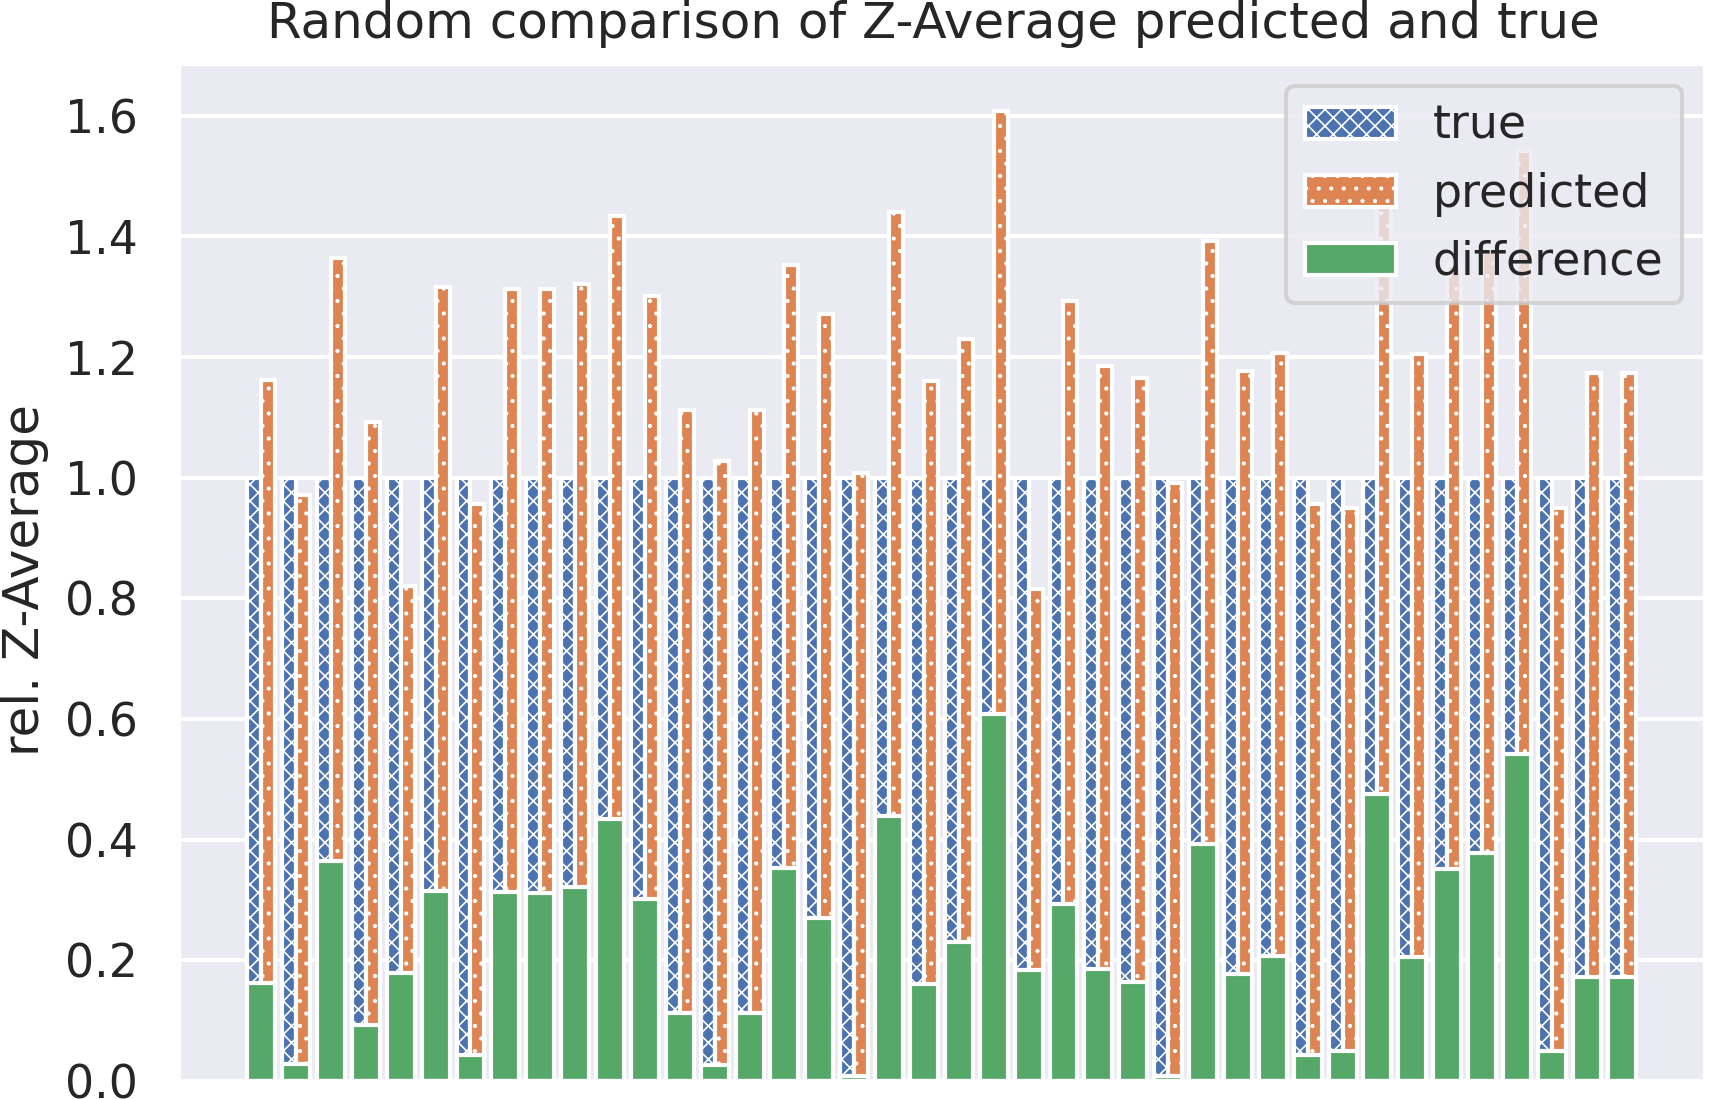 Random comparison of Z-Average predicted and true
rel. Z-Average
1.6
1.4
1.2
1.0
0.8
0.6
0.4
0.2
0.0
true
predicted
difference